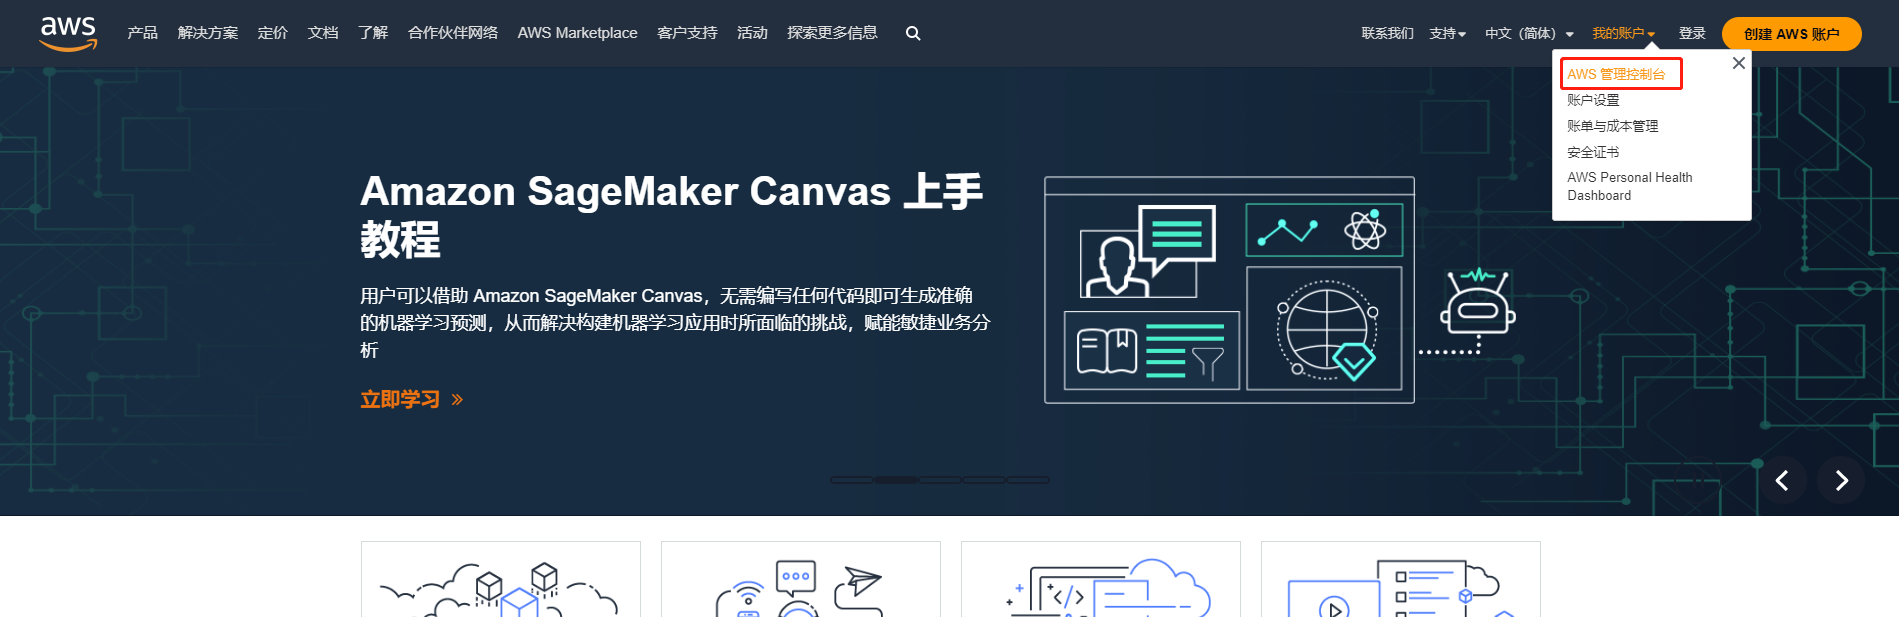 aws
产品 解决方案 定价 文档 了解 合作伙伴网络 AWS Marketplace 客户支持 活动 探索更多信息
联系我们 支持 中文（简体） 我的账户 登录 创建 AWS 账户
AWS 管理控制台
账户设置
账单与成本管理
安全证书
AWS Personal Health
Dashboard
Amazon SageMaker Canvas 上手
教程
用户可以借助 Amazon SageMaker Canvas，无需编写任何代码即可生成准确
的机器学习预测，从而解决构建机器学习应用时所面临的挑战，赋能敏捷业务分
析
立即学习 »